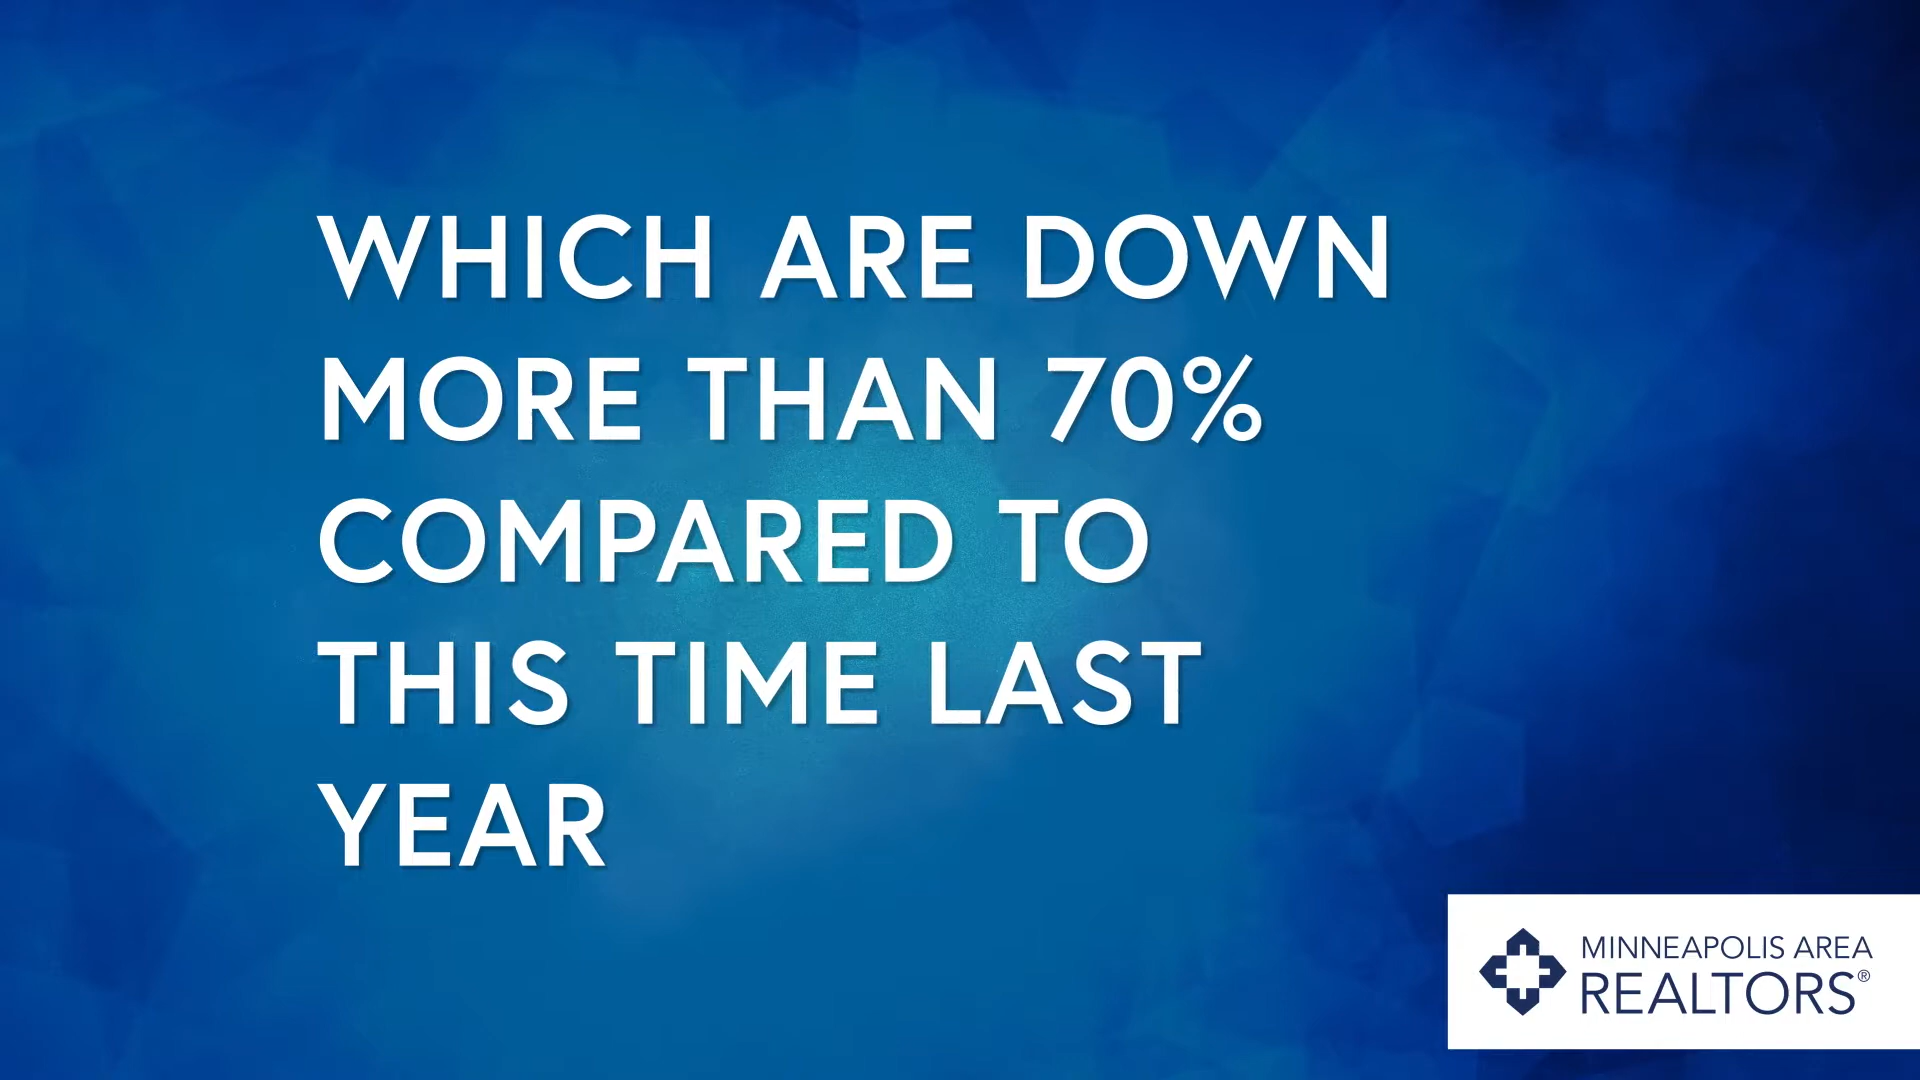 WHICH ARE DOWN
MORE THAN 70%
COMPARED TO
THIS TIME LAST
YEAR
MINNEAPOLIS AREA
REALTORS®